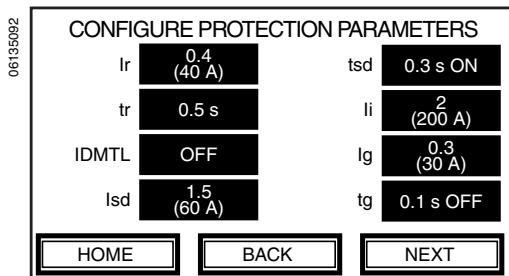 06135092
CONFIGURE PROTECTION PARAMETERS
Ir
0.4
(40 A)
tsd
0.3 s ON
tr
0.5 s
Ii
2
(200 A)
IDMTL
OFF
Ig
0.3
(30 A)
Isd
1.5
(60 A)
tg
0.1 s OFF
HOME
BACK
NEXT